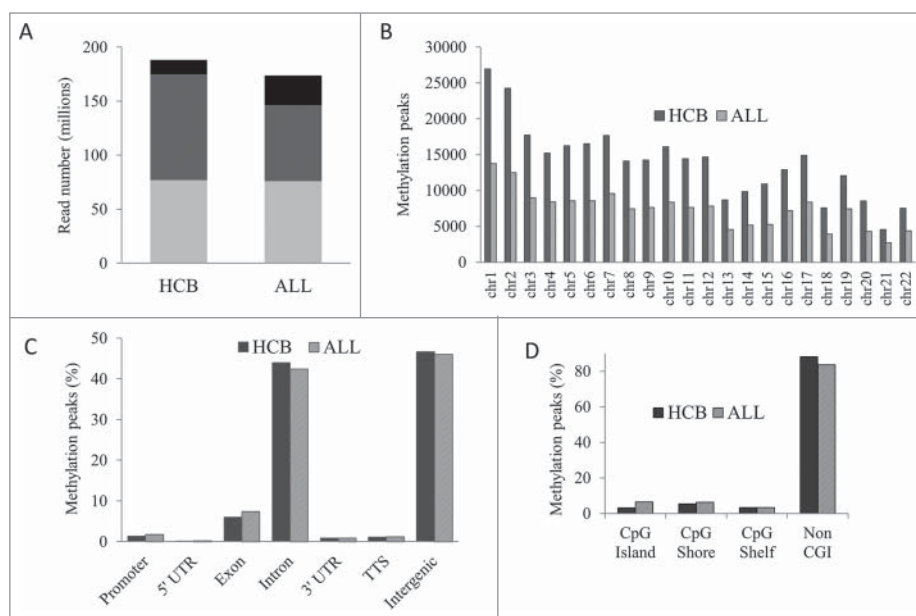 A
Read number (millions)
200
150
100
50
0
HCB ALL
B
Methylation peaks
30000
25000
20000
15000
10000
5000
0
HCB ALL
chr1 chr2 chr3 chr4 chr5 chr6 chr7 chr8 chr9 chr10 chr11 chr12 chr13 chr14 chr15 chr16 chr17 chr18 chr19 chr20 chr21 chr22
C
Methylation peaks (%)
50
40
30
20
10
0
HCB ALL
Promoter 5' UTR Exon Intron 3' UTR TTS Intergenic
D
Methylation peaks (%)
80
60
40
20
0
HCB ALL
CpG CpG CpG Non
Island Shore Shelf CGI